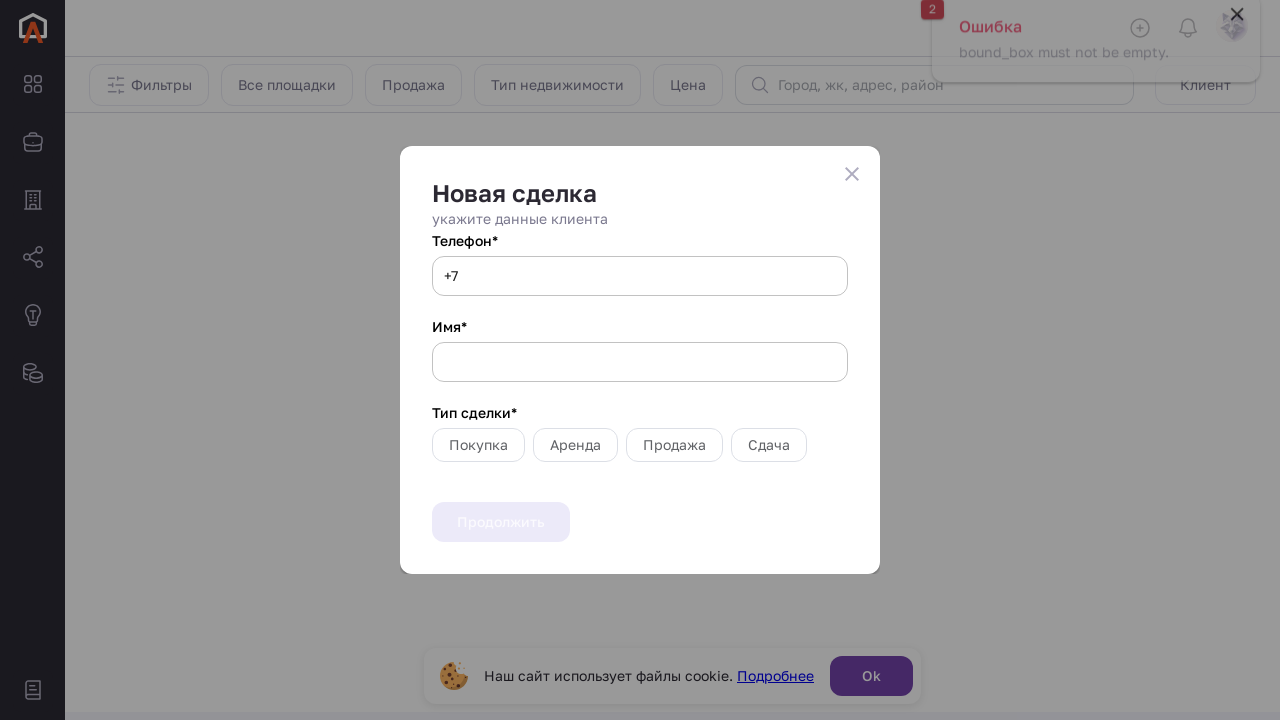 2
Ошибка
bound_box must not be empty.
Фильтры
Все площадки
Продажа
Тип недвижимости
Цена
Город, жк, адрес, район
Клиент
Новая сделка
укажите данные клиента
Телефон*
+7
Имя*
Тип сделки*
Покупка
Аренда
Продажа
Сдача
Продолжить
Наш сайт использует файлы cookie. Подробнее
Ok